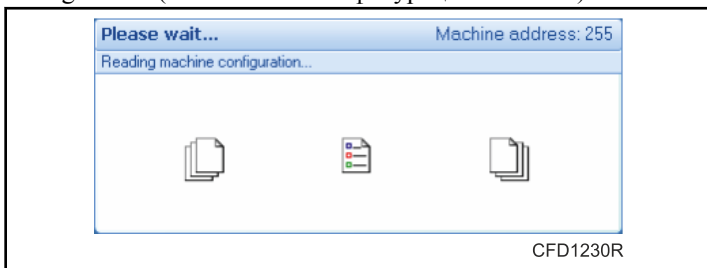 Please wait... Machine address: 255
Reading machine configuration...
CFD1230R